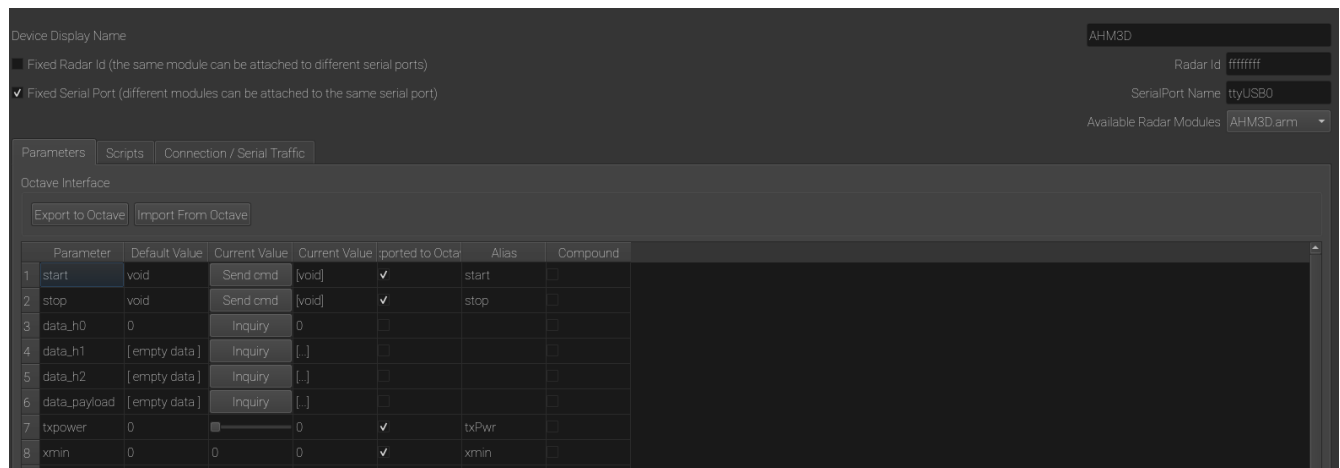 Device Display Name AHM3D
Fixed Radar Id (the same module can be attached to different serial ports) Radar Id ffffffff
Fixed Serial Port (different modules can be attached to the same serial port) SerialPort Name ttyUSB0
Available Radar Modules AHM3D.arm
Parameters Scripts Connection / Serial Traffic
Octave Interface
Export to Octave Import From Octave
Parameter Default Value Current Value Current Value ported to Octa Alias Compound
1 start void Send cmd [void] start
2 stop void Send cmd [void] stop
3 data_h0 0 Inquiry 0
4 data_h1 [ empty data ] Inquiry [...]
5 data_h2 [ empty data ] Inquiry [...]
6 data_payload [ empty data ] Inquiry [...]
7 txpower 0 0 txPwr
8 xmin 0 0 0 xmin